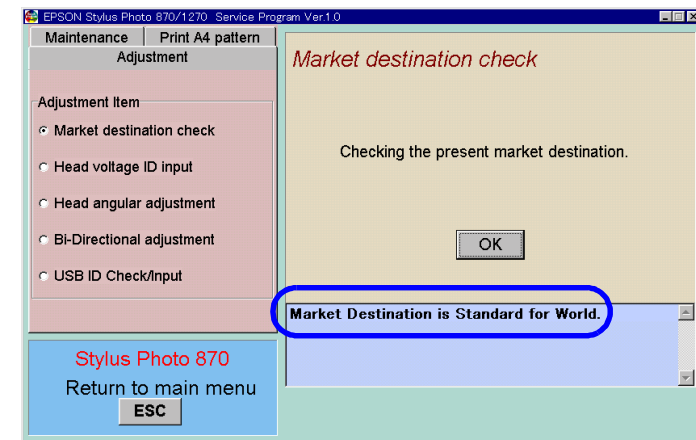 EPSON Stylus Photo 870/1270 Service Program Ver.1.0
Maintenance Print A4 pattern
Adjustment
Adjustment Item
Market destination check
Head voltage ID input
Head angular adjustment
Bi-Directional adjustment
USB ID Check/Input
Stylus Photo 870
Return to main menu
ESC
Market destination check
Checking the present market destination.
OK
Market Destination is Standard for World.